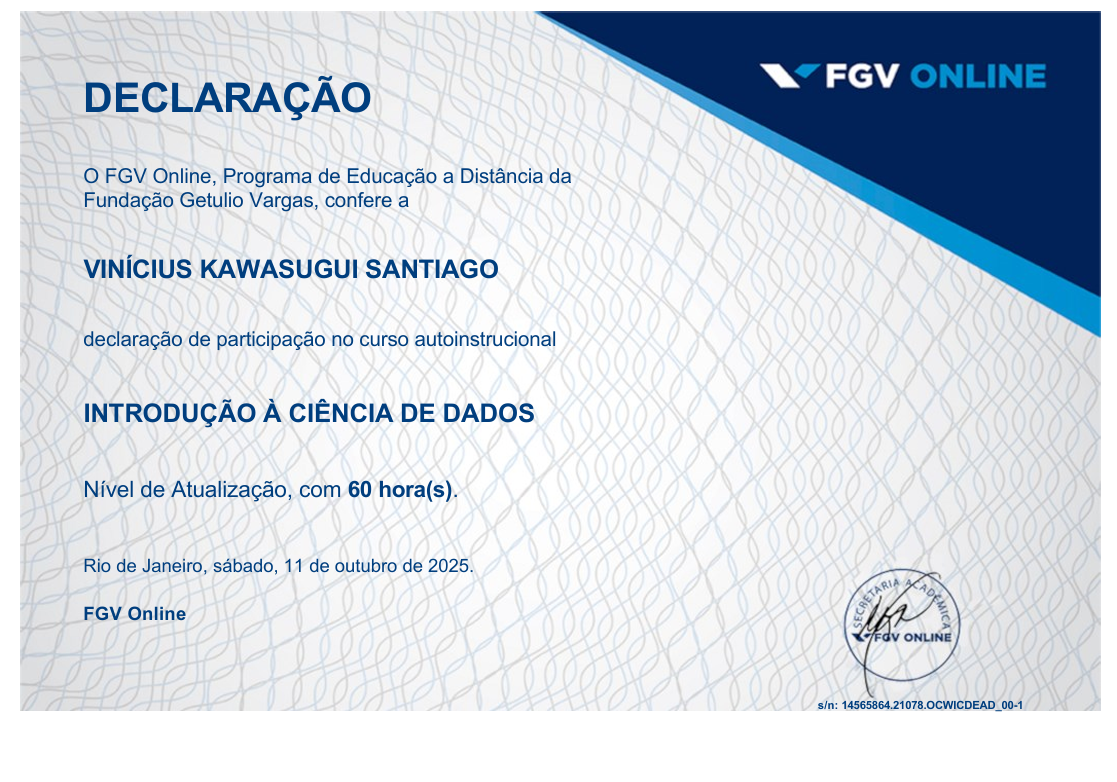 FGV ONLINE
DECLARAÇÃO
O FGV Online, Programa de Educação a Distância da
Fundação Getulio Vargas, confere a
VINÍCIUS KAWASUGUI SANTIAGO
declaração de participação no curso autoinstrucional
INTRODUÇÃO À CIÊNCIA DE DADOS
Nível de Atualização, com 60 hora(s).
Rio de Janeiro, sábado, 11 de outubro de 2025.
FGV Online
SECRETARIA ACADÊMICA
FGV ONLINE
s/n: 14565864.21078.OCWICDEAD_00-1